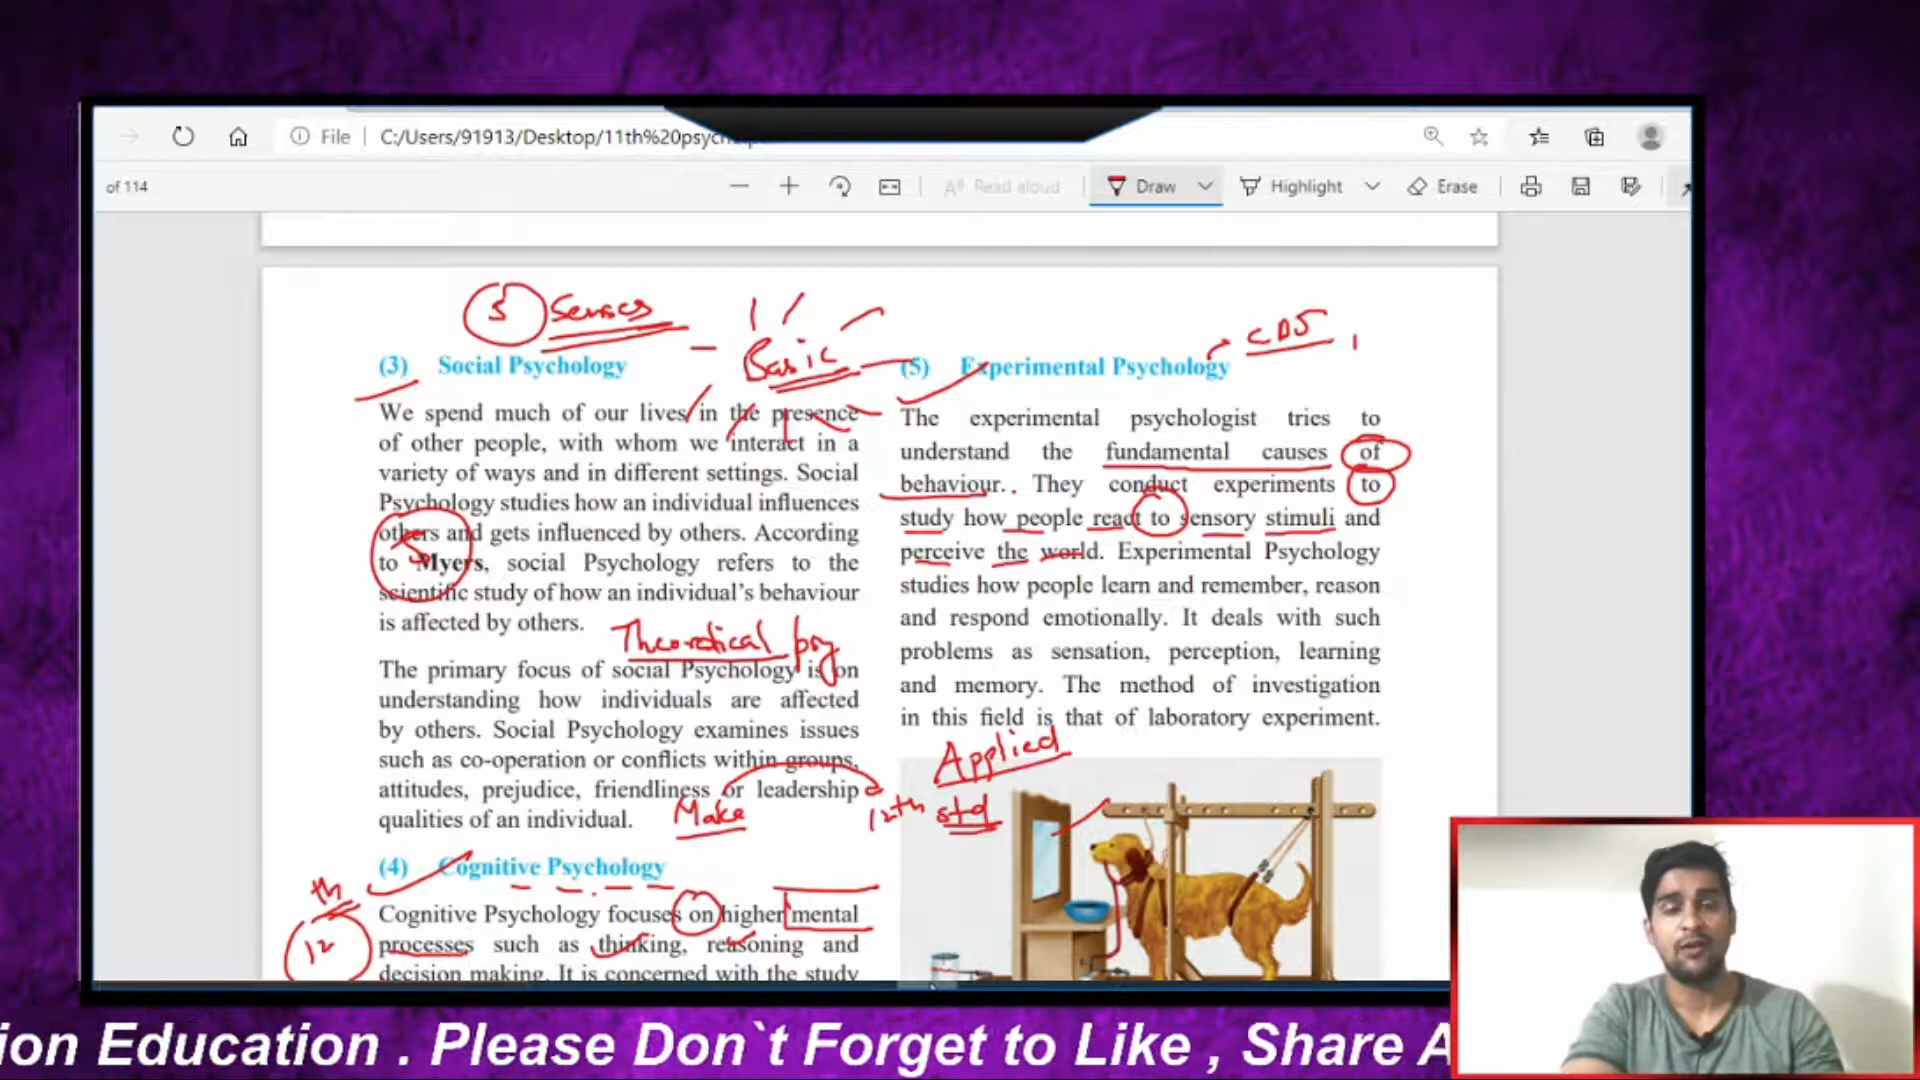 File
C:/Users/91913/Desktop/11th%20psych
of 114
Read aloud
Draw
Highlight
Erase
5 Senses
Basic
(3) Social Psychology
We spend much of our lives in the presence
of other people, with whom we interact in a
variety of ways and in different settings. Social
Psychology studies how an individual influences
others and gets influenced by others. According
to Myers, social Psychology refers to the
scientific study of how an individual's behaviour
is affected by others.
Theoretical psy
The primary focus of social Psychology is on
understanding how individuals are affected
by others. Social Psychology examines issues
such as co-operation or conflicts within groups,
attitudes, prejudice, friendliness or leadership
qualities of an individual.
Make
(4) Cognitive Psychology
12th
Cognitive Psychology focuses on higher mental
processes such as thinking, reasoning and
decision making. It is concerned with the study
(5) Experimental Psychology
The experimental psychologist tries to
understand the fundamental causes of
behaviour. They conduct experiments to
study how people react to sensory stimuli and
perceive the world. Experimental Psychology
studies how people learn and remember, reason
and respond emotionally. It deals with such
problems as sensation, perception, learning
and memory. The method of investigation
in this field is that of laboratory experiment.
Applied
12th std
ion Education . Please Don`t Forget to Like , Share A